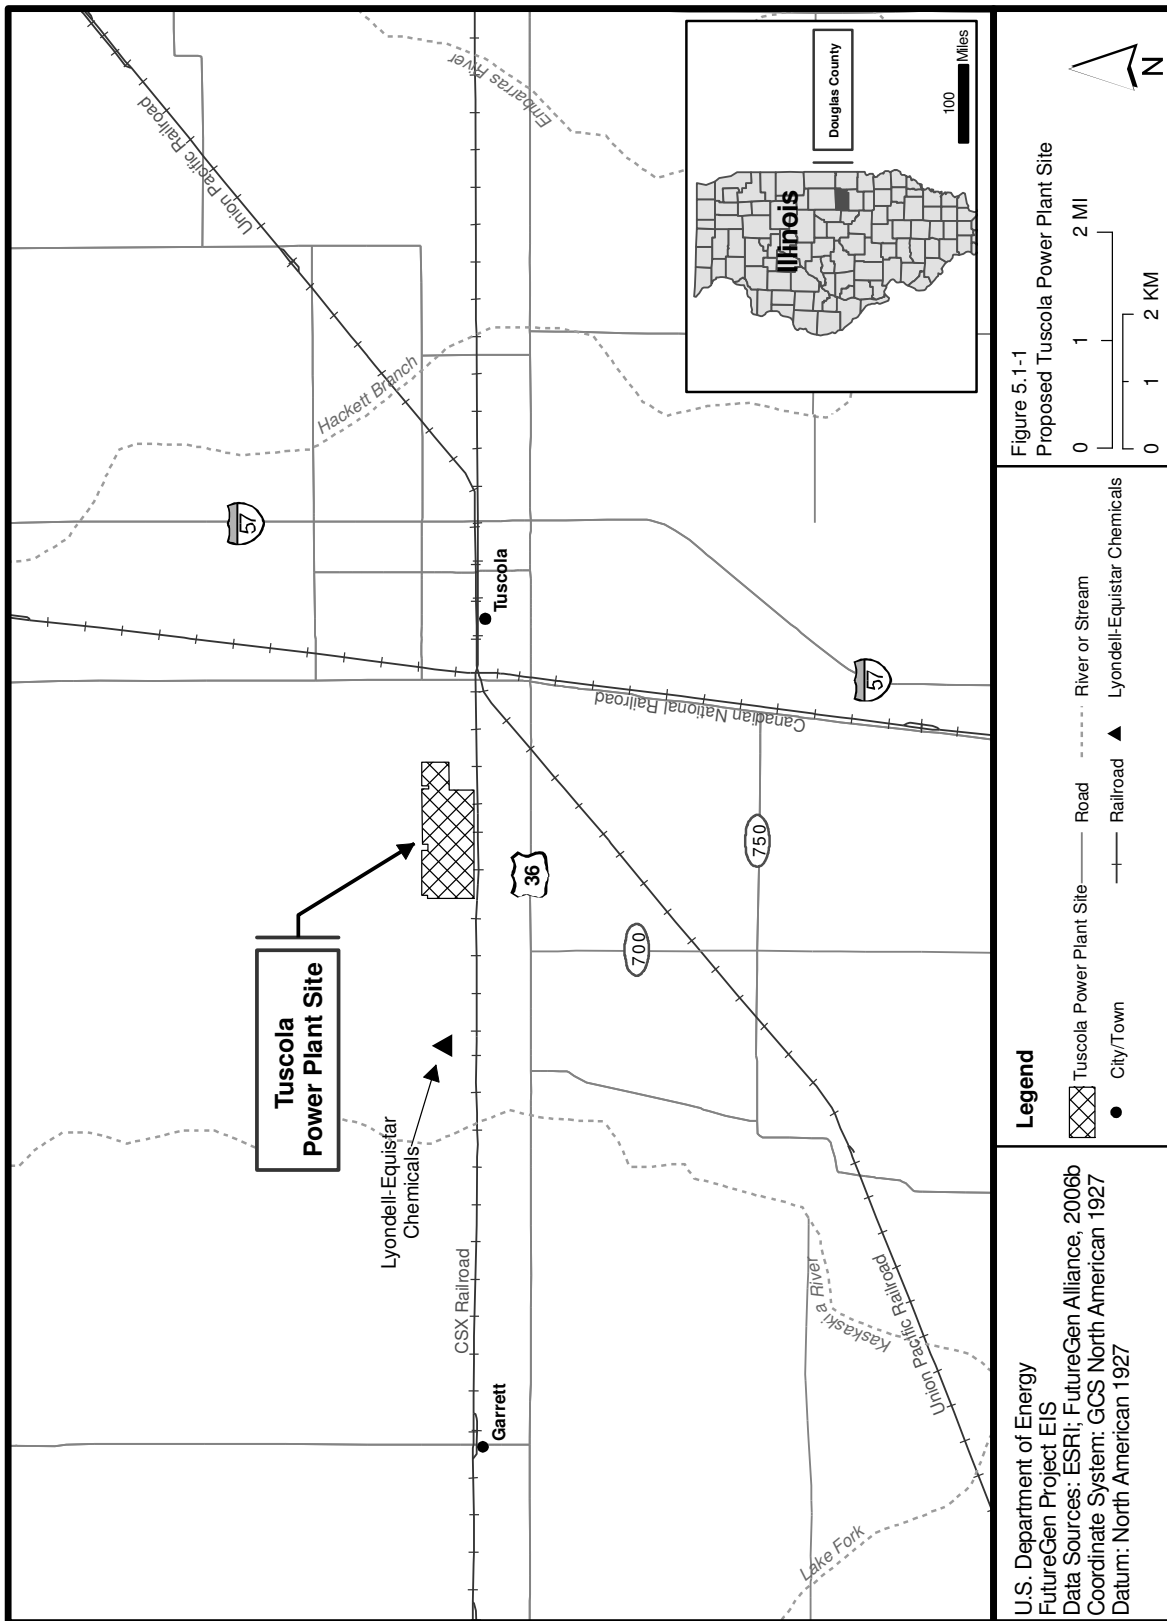 Tuscola
Power Plant Site
Lyondell-Equistar
Chemicals
CSX Railroad
Garrett
Tuscola
Union Pacific Railroad
Hackett Branch
Embarras River
57
57
36
700
750
Canadian National Railroad
Kaskaskia River
Union Pacific Railroad
Lake Fork
Illinois
Douglas County
100
Miles
U.S. Department of Energy
FutureGen Project EIS
Data Sources: ESRI; FutureGen Alliance, 2006b
Coordinate System: GCS North American 1927
Datum: North American 1927
Legend
Tuscola Power Plant Site
Road
River or Stream
City/Town
Railroad
Lyondell-Equistar Chemicals
Figure 5.1-1
Proposed Tuscola Power Plant Site
0 1 2 MI
0 1 2 KM
N